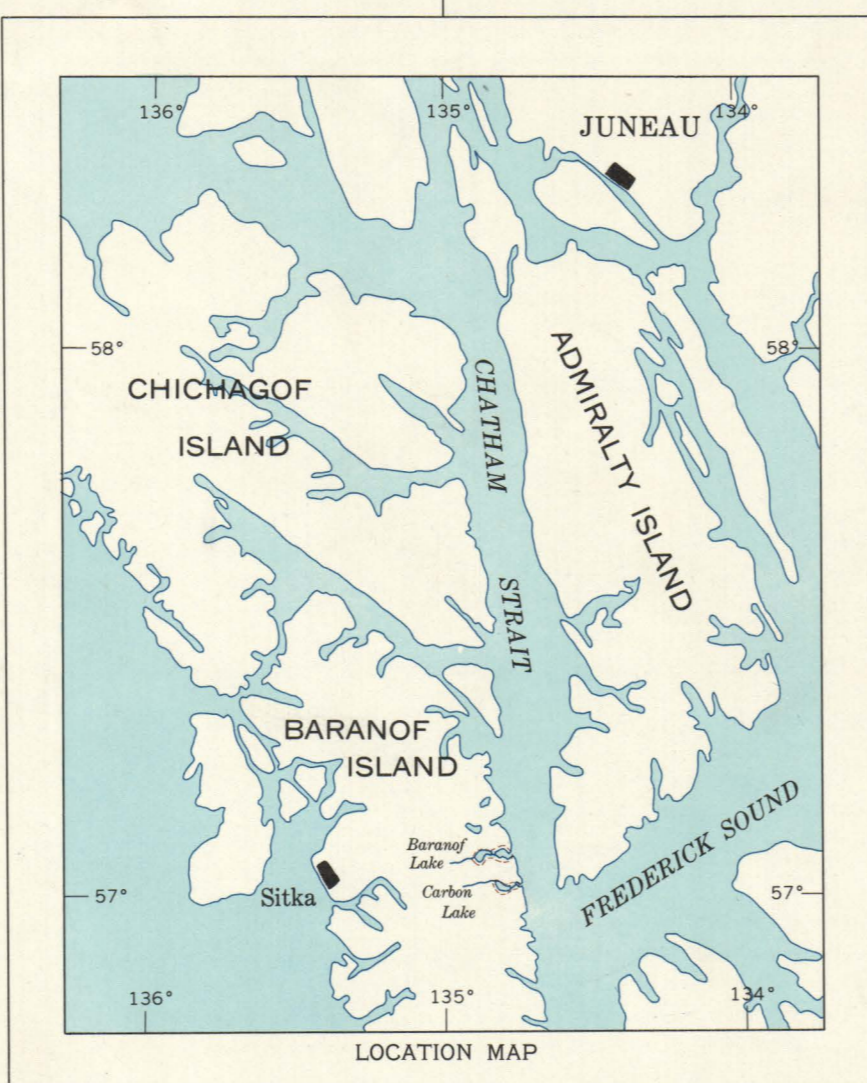 136°
135°
134°
JUNEAU
58°
58°
CHICHAGOF
ISLAND
CHATHAM
STRAIT
ADMIRALTY ISLAND
BARANOF
ISLAND
Baranof
Lake
Carbon
Lake
FREDERICK SOUND
57°
57°
Sitka
136°
135°
134°
LOCATION MAP